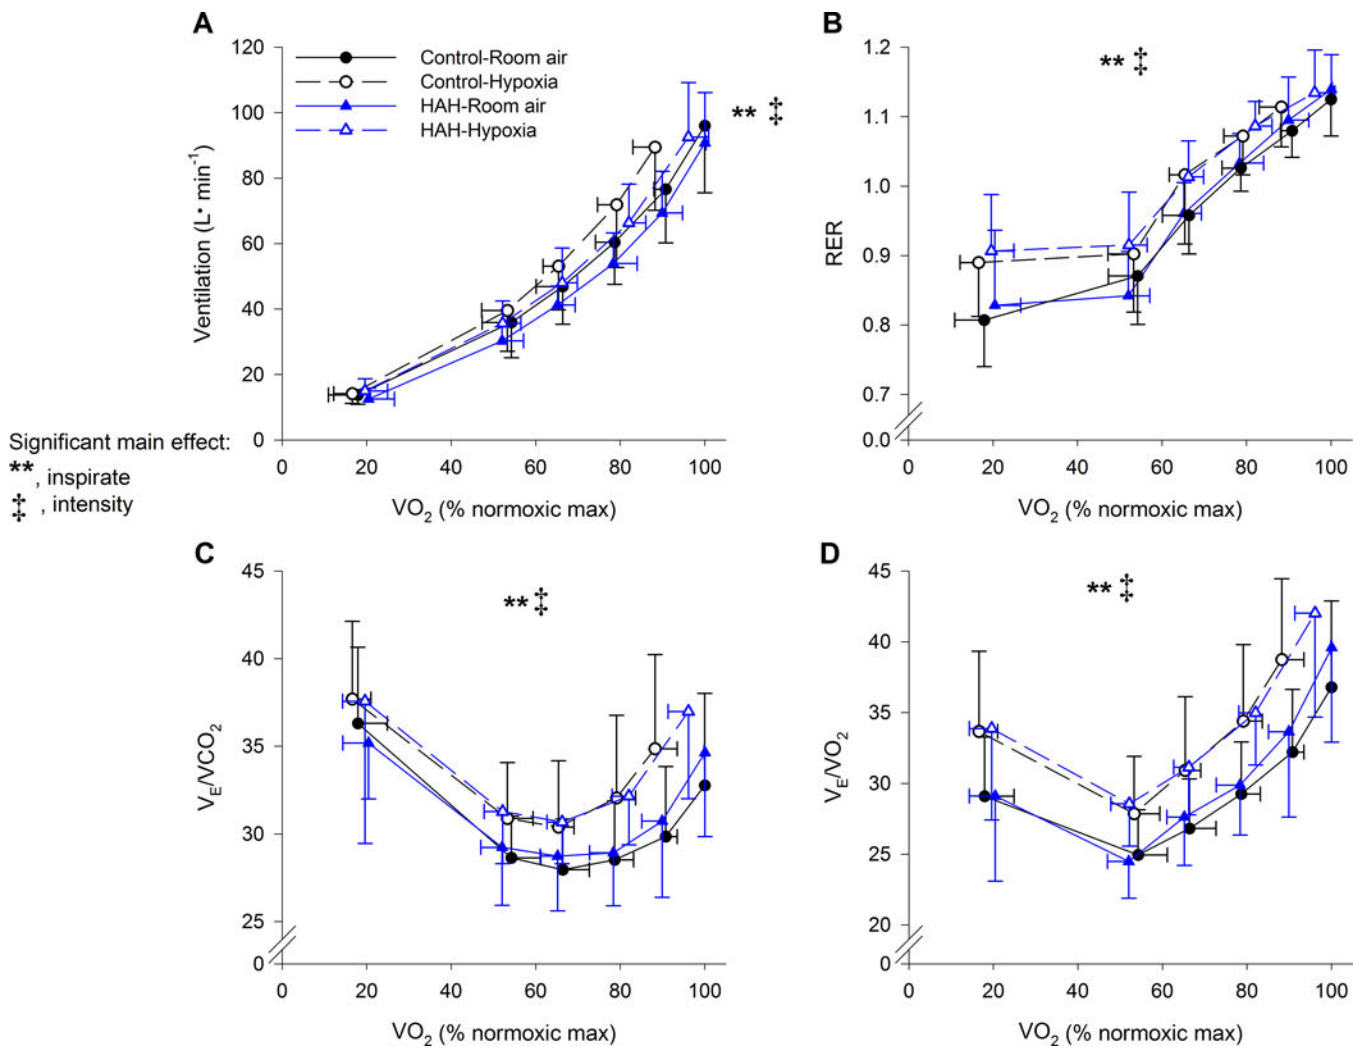 A
120
100
80
60
40
20
0
Ventilation (L· min⁻¹)
Control-Room air
Control-Hypoxia
HAH-Room air
HAH-Hypoxia
** ‡
0 20 40 60 80 100
VO₂ (% normoxic max)
B
1.2
1.1
1.0
0.9
0.8
0.7
0.0
RER
** ‡
0 20 40 60 80 100
VO₂ (% normoxic max)
Significant main effect:
**, inspirate
‡ , intensity
C
45
40
35
30
25
0
V_E/VCO₂
** ‡
0 20 40 60 80 100
VO₂ (% normoxic max)
D
45
40
35
30
25
20
0
V_E/VO₂
** ‡
0 20 40 60 80 100
VO₂ (% normoxic max)